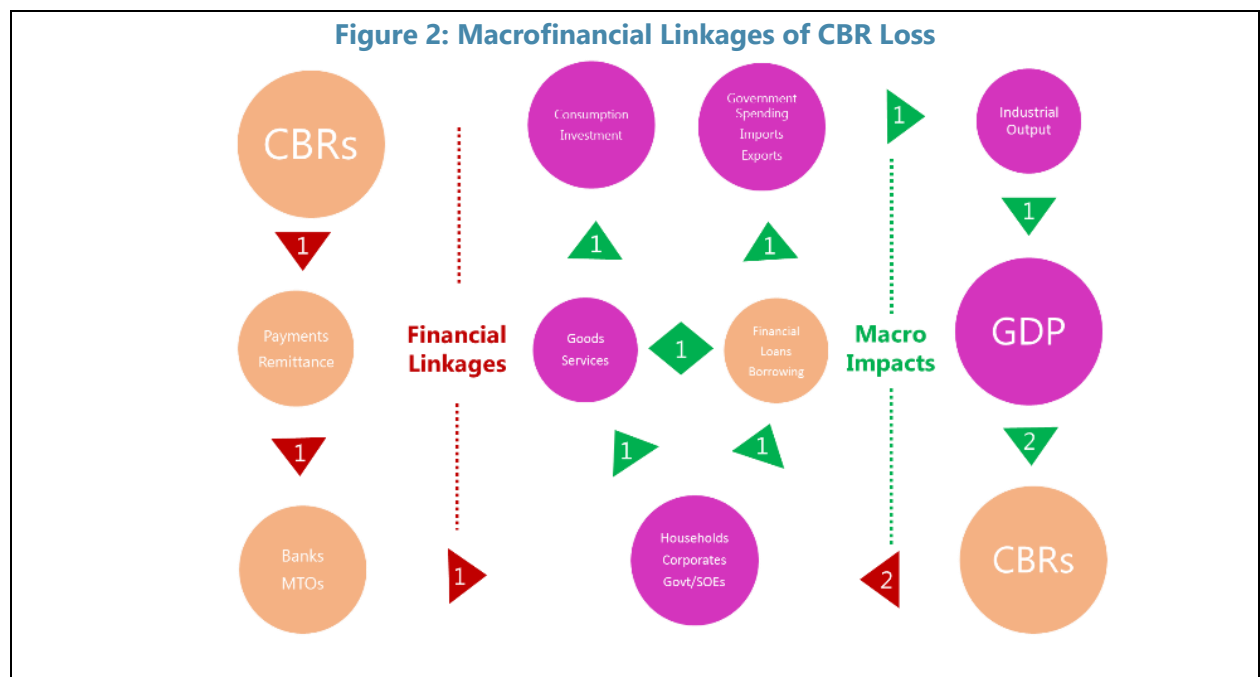 Figure 2: Macrofinancial Linkages of CBR Loss
CBRs
1
Payments
Remittance
1
Banks
MTOs
Financial
Linkages
1
Consumption
Investment
Government
Spending
Imports
Exports
1
1
Goods
Services
1
Financial
Loans
Borrowing
1
1
Households
Corporates
Govt/SOEs
1
Macro
Impacts
2
Industrial
Output
1
GDP
2
CBRs